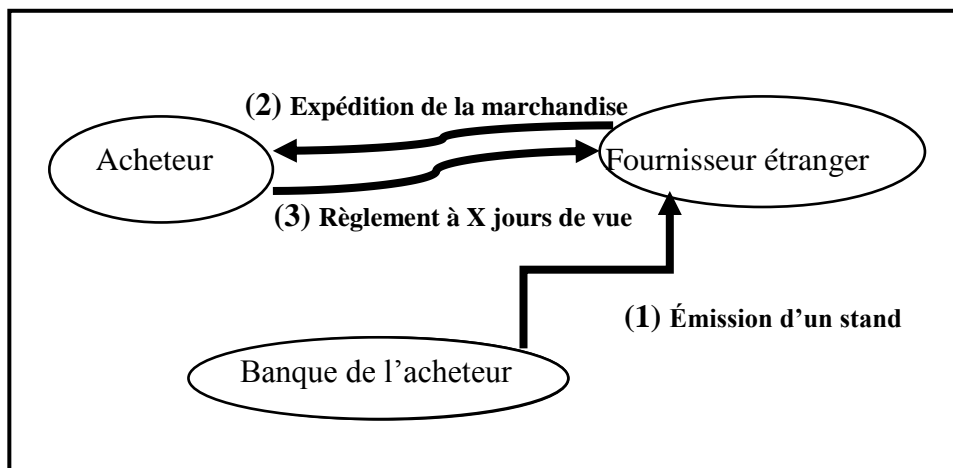 (2) Expédition de la marchandise
Acheteur
Fournisseur étranger
(3) Règlement à X jours de vue
(1) Émission d’un stand
Banque de l’acheteur